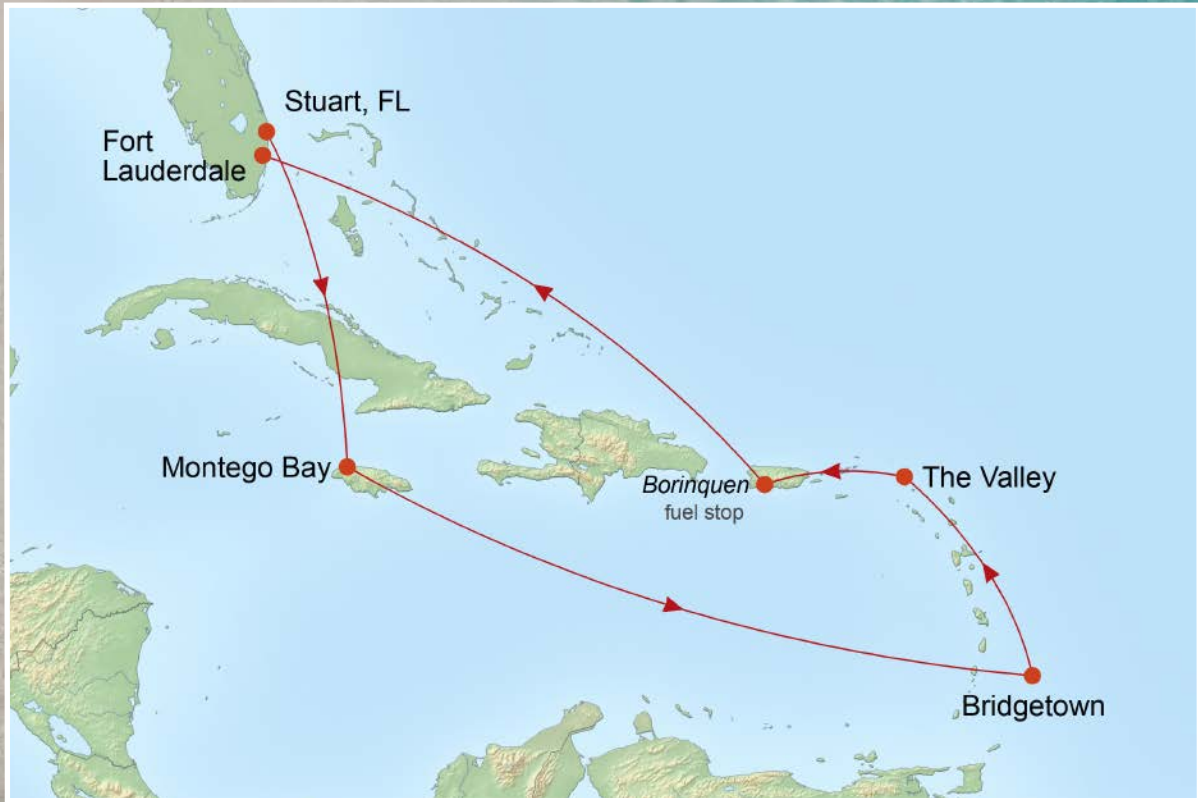 Stuart, FL
Fort
Lauderdale
Montego Bay
Borinquen
fuel stop
The Valley
Bridgetown